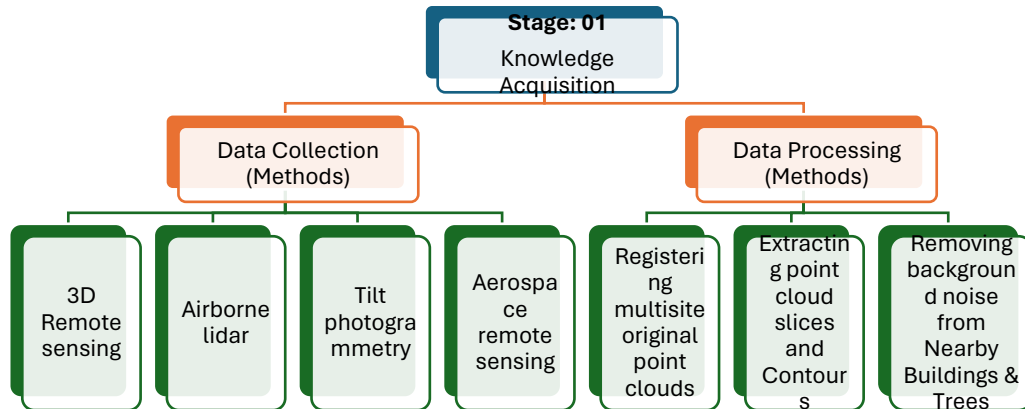 Stage: 01
Knowledge
Acquisition
Data Collection
(Methods)
Data Processing
(Methods)
3D
Remote
sensing
Airborne
lidar
Tilt
photogra
mmetry
Aerospa
ce
remote
sensing
Registeri
ng
multisite
original
point
clouds
Extractin
g point
cloud
slices
and
Contour
s
Removing
backgroun
d noise
from
Nearby
Buildings &
Trees